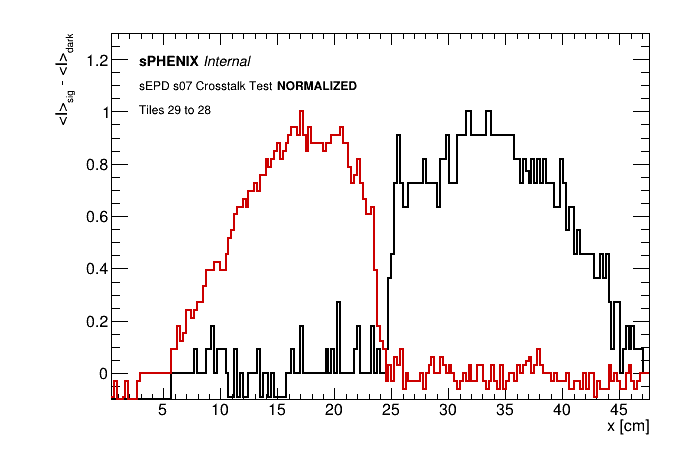 <I>sig - <I>dark
1.2
1
0.8
0.6
0.4
0.2
0
sPHENIX Internal
sEPD s07 Crosstalk Test NORMALIZED
Tiles 29 to 28
5 10 15 20 25 30 35 40 45
x [cm]